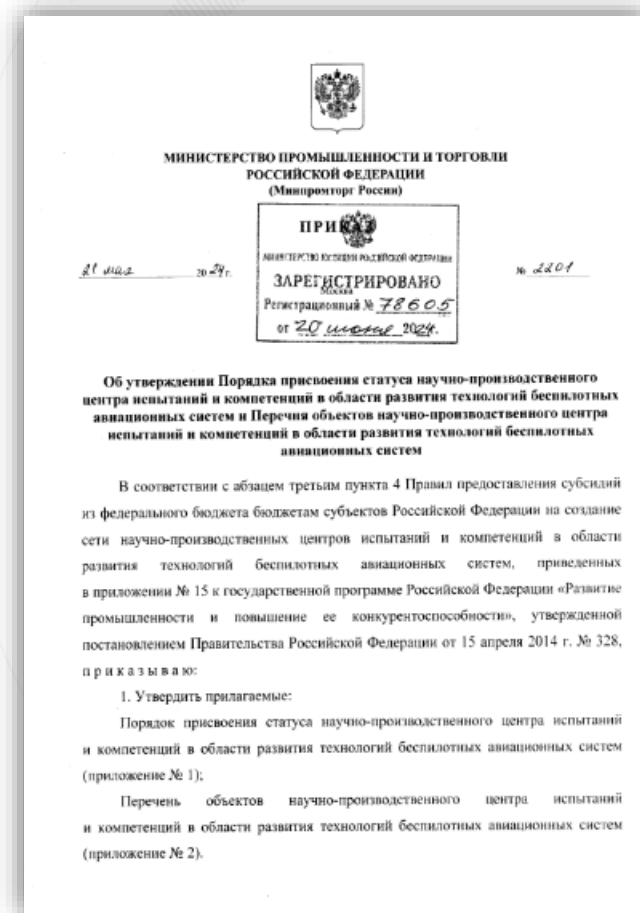 МИНИСТЕРСТВО ПРОМЫШЛЕННОСТИ И ТОРГОВЛИ
РОССИЙСКОЙ ФЕДЕРАЦИИ
(Минпромторг России)
ПРИКАЗ
МИНИСТЕРСТВО ЮСТИЦИИ РОССИЙСКОЙ ФЕДЕРАЦИИ
21 мая 2024 г.
ЗАРЕГИСТРИРОВАНО
№ 2201
Москва
Регистрационный № 78605
от 20 июня 2024.
Об утверждении Порядка присвоения статуса научно-производственного
центра испытаний и компетенций в области развития технологий беспилотных
авиационных систем и Перечня объектов научно-производственного центра
испытаний и компетенций в области развития технологий беспилотных
авиационных систем
В соответствии с абзацем третьим пункта 4 Правил предоставления субсидий
из федерального бюджета бюджетам субъектов Российской Федерации на создание
сети научно-производственных центров испытаний и компетенций в области
развития технологий беспилотных авиационных систем, приведенных
в приложении № 15 к государственной программе Российской Федерации «Развитие
промышленности и повышение ее конкурентоспособности», утвержденной
постановлением Правительства Российской Федерации от 15 апреля 2014 г. № 328,
п р и к а з ы в а ю:
1. Утвердить прилагаемые:
Порядок присвоения статуса научно-производственного центра испытаний
и компетенций в области развития технологий беспилотных авиационных систем
(приложение № 1);
Перечень объектов научно-производственного центра испытаний
и компетенций в области развития технологий беспилотных авиационных систем
(приложение № 2).